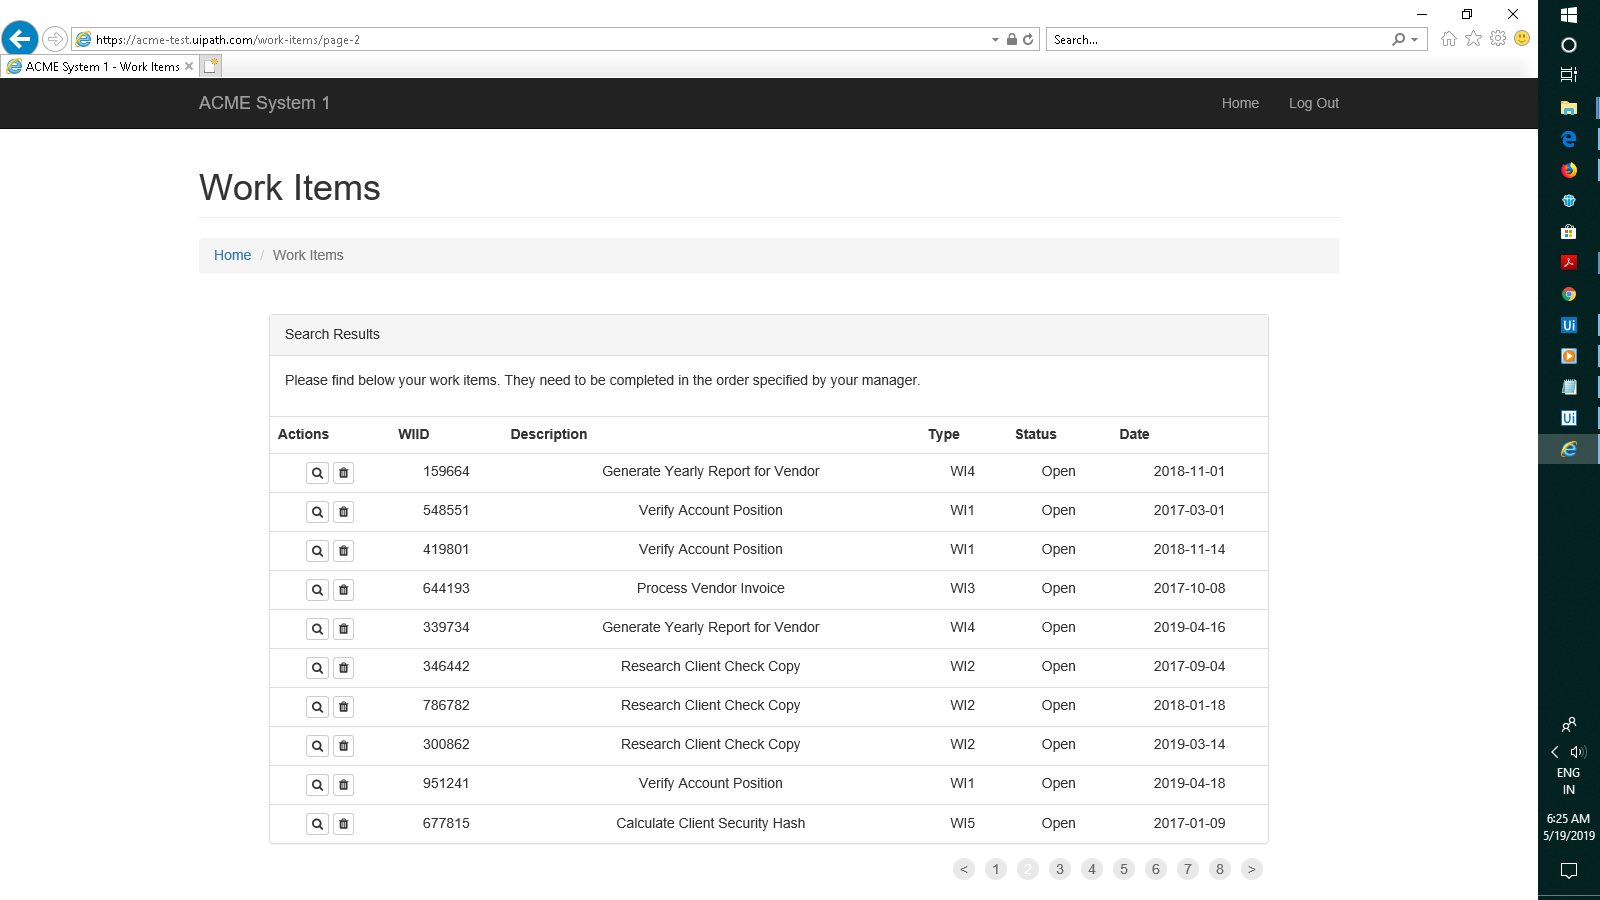 https://acme-test.uipath.com/work-items/page-2
Search...
ACME System 1 - Work Items
ACME System 1
Home
Log Out
Work Items
Home / Work Items
Search Results
Please find below your work items. They need to be completed in the order specified by your manager.
Actions WIID Description Type Status Date
159664 Generate Yearly Report for Vendor WI4 Open 2018-11-01
548551 Verify Account Position WI1 Open 2017-03-01
419801 Verify Account Position WI1 Open 2018-11-14
644193 Process Vendor Invoice WI3 Open 2017-10-08
339734 Generate Yearly Report for Vendor WI4 Open 2019-04-16
346442 Research Client Check Copy WI2 Open 2017-09-04
786782 Research Client Check Copy WI2 Open 2018-01-18
300862 Research Client Check Copy WI2 Open 2019-03-14
951241 Verify Account Position WI1 Open 2019-04-18
677815 Calculate Client Security Hash WI5 Open 2017-01-09
< 1 2 3 4 5 6 7 8 >
Ui
Ui
ENG
IN
6:25 AM
5/19/2019